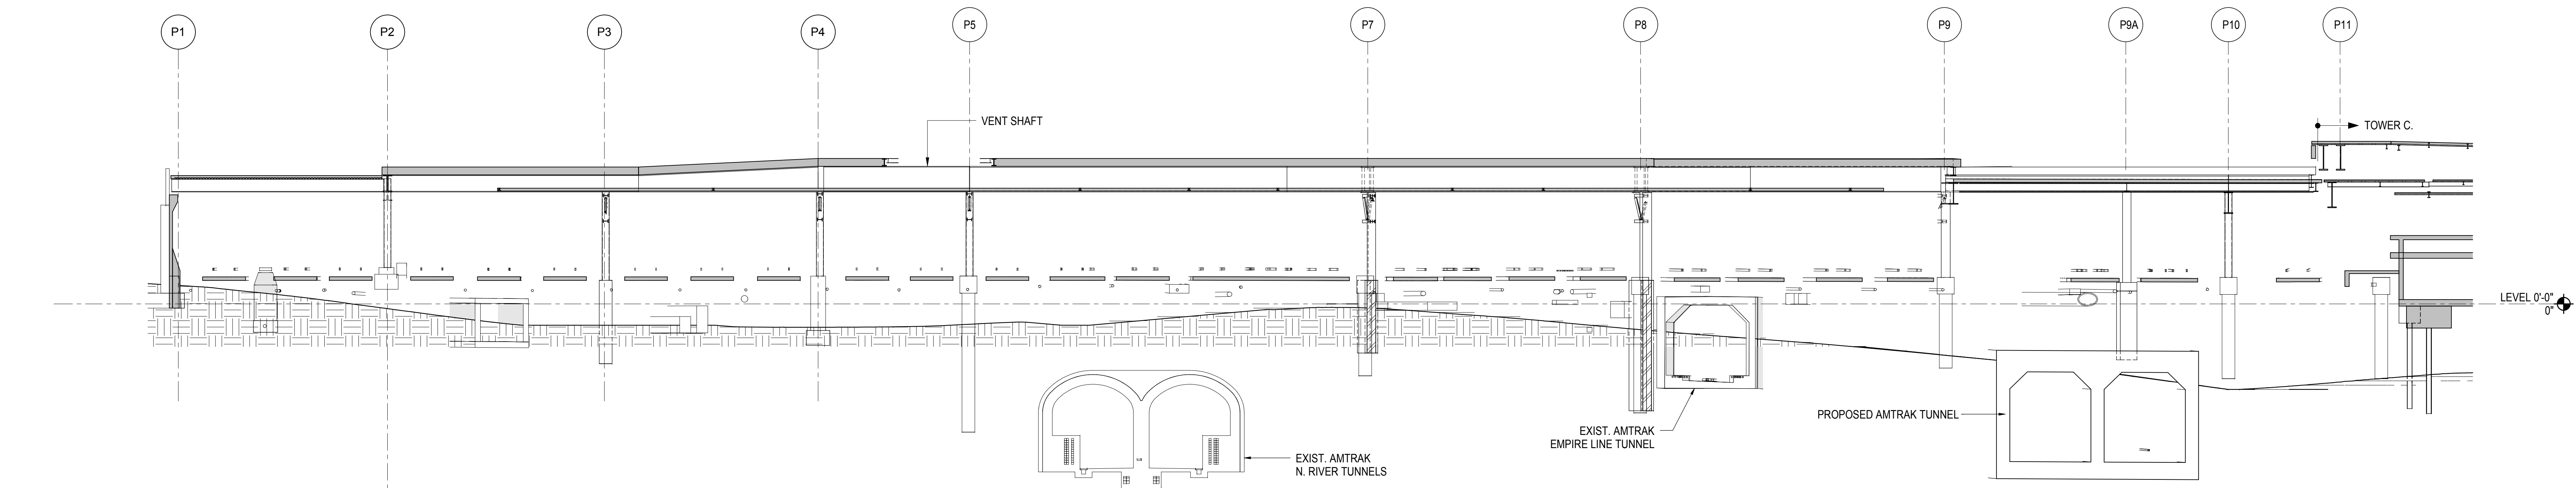 P1
P2
P3
P4
P5
P7
P8
P9
P9A
P10
P11
VENT SHAFT
TOWER C.
LEVEL 0'-0"
0"
PROPOSED AMTRAK TUNNEL
EXIST. AMTRAK
EMPIRE LINE TUNNEL
EXIST. AMTRAK
N. RIVER TUNNELS